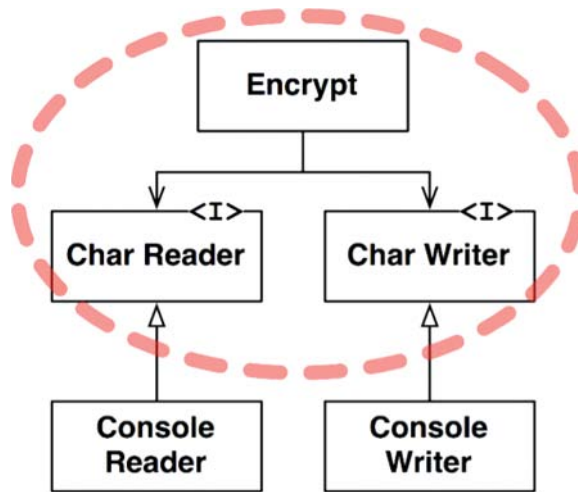 Encrypt
<I>
<I>
Char Reader
Char Writer
Console
Reader
Console
Writer